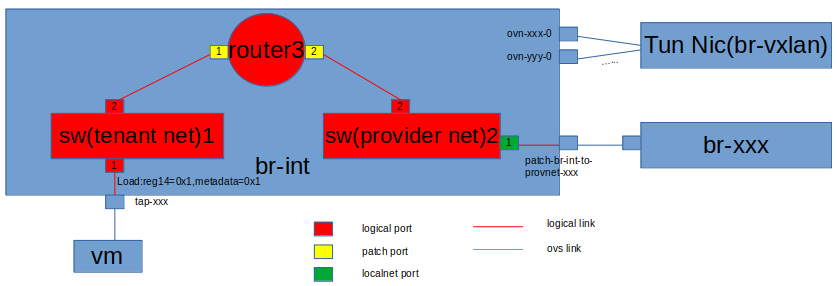 ovn-xxx-0
1
router3
2
Tun Nic(br-vxlan)
ovn-yyy-0
......
2
2
sw(tenant net)1
sw(provider net)2
1
br-xxx
br-int
patch-br-int-to-
provnet-xxx
1
Load:reg14=0x1,metadata=0x1
tap-xxx
logical port
logical link
vm
patch port
ovs link
localnet port